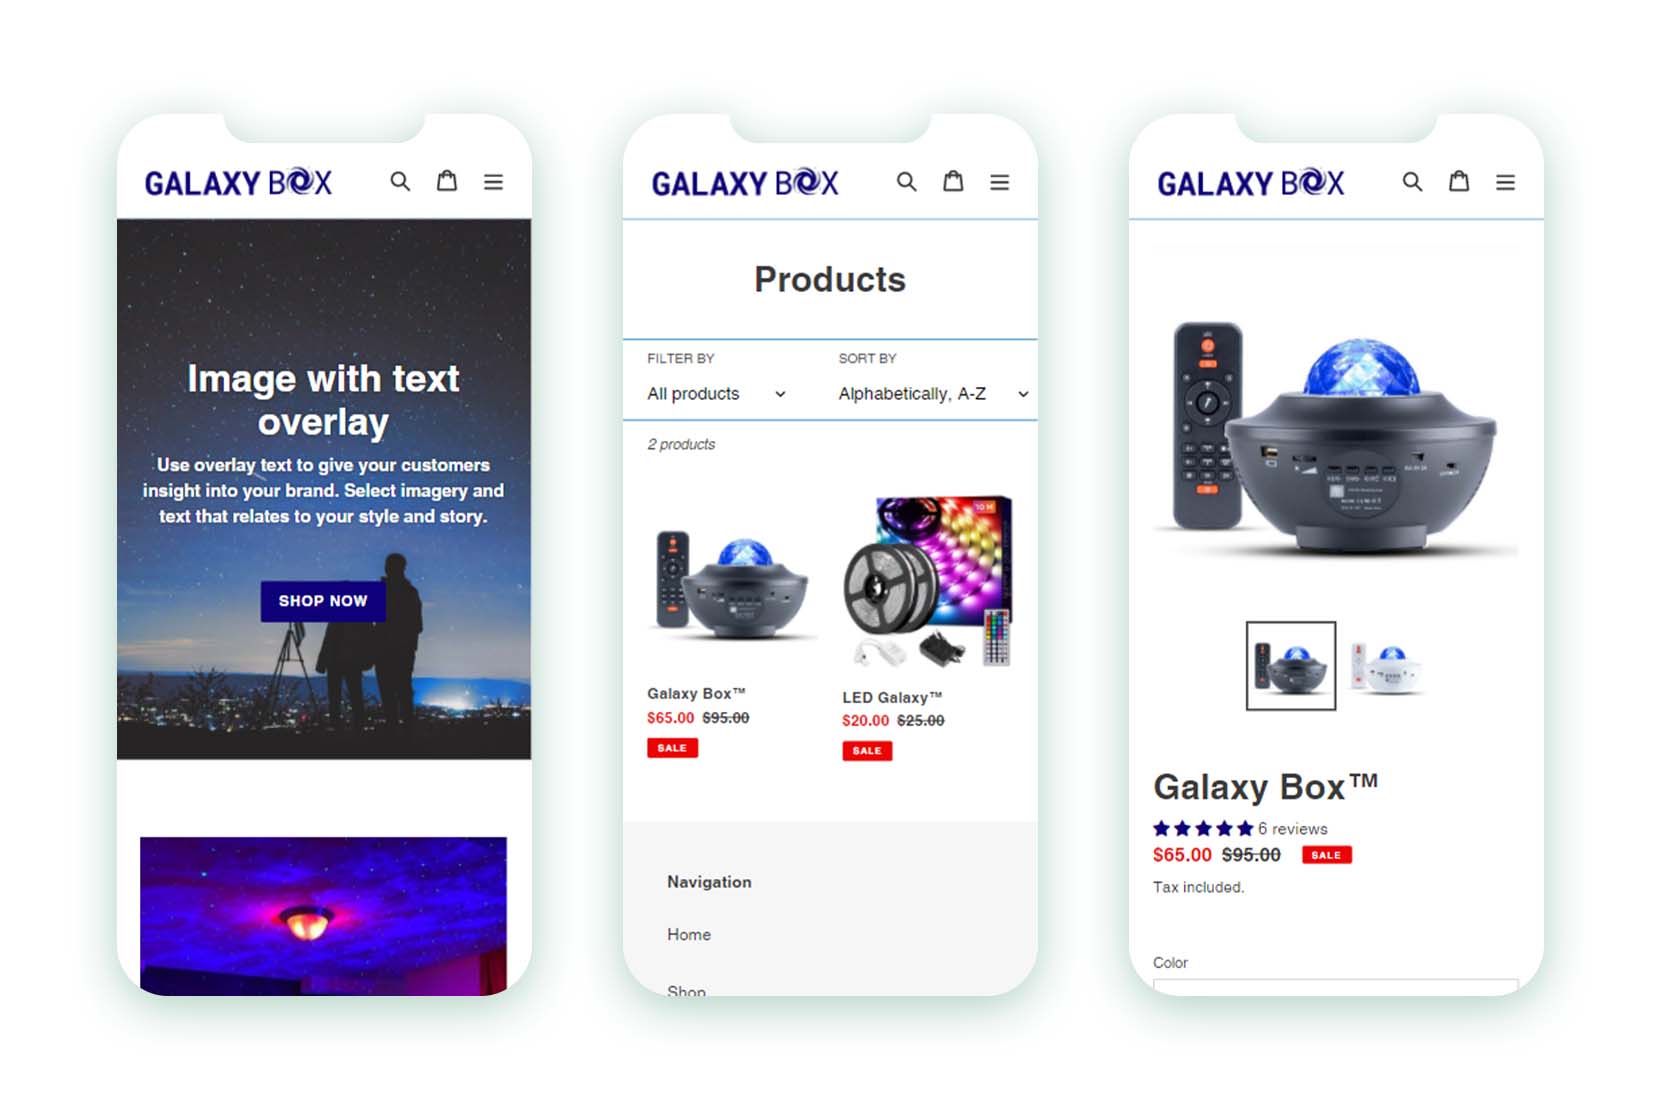 GALAXY BOX
Image with text
overlay
Use overlay text to give your customers
insight into your brand. Select imagery and
text that relates to your style and story.
SHOP NOW
GALAXY BOX
Products
FILTER BY
SORT BY
All products
Alphabetically, A-Z
2 products
10 M
Galaxy Box™
$65.00 $95.00
SALE
LED Galaxy™
$20.00 $25.00
SALE
Navigation
Home
Shop
GALAXY BOX
Galaxy Box™
6 reviews
$65.00 $95.00 SALE
Tax included.
Color